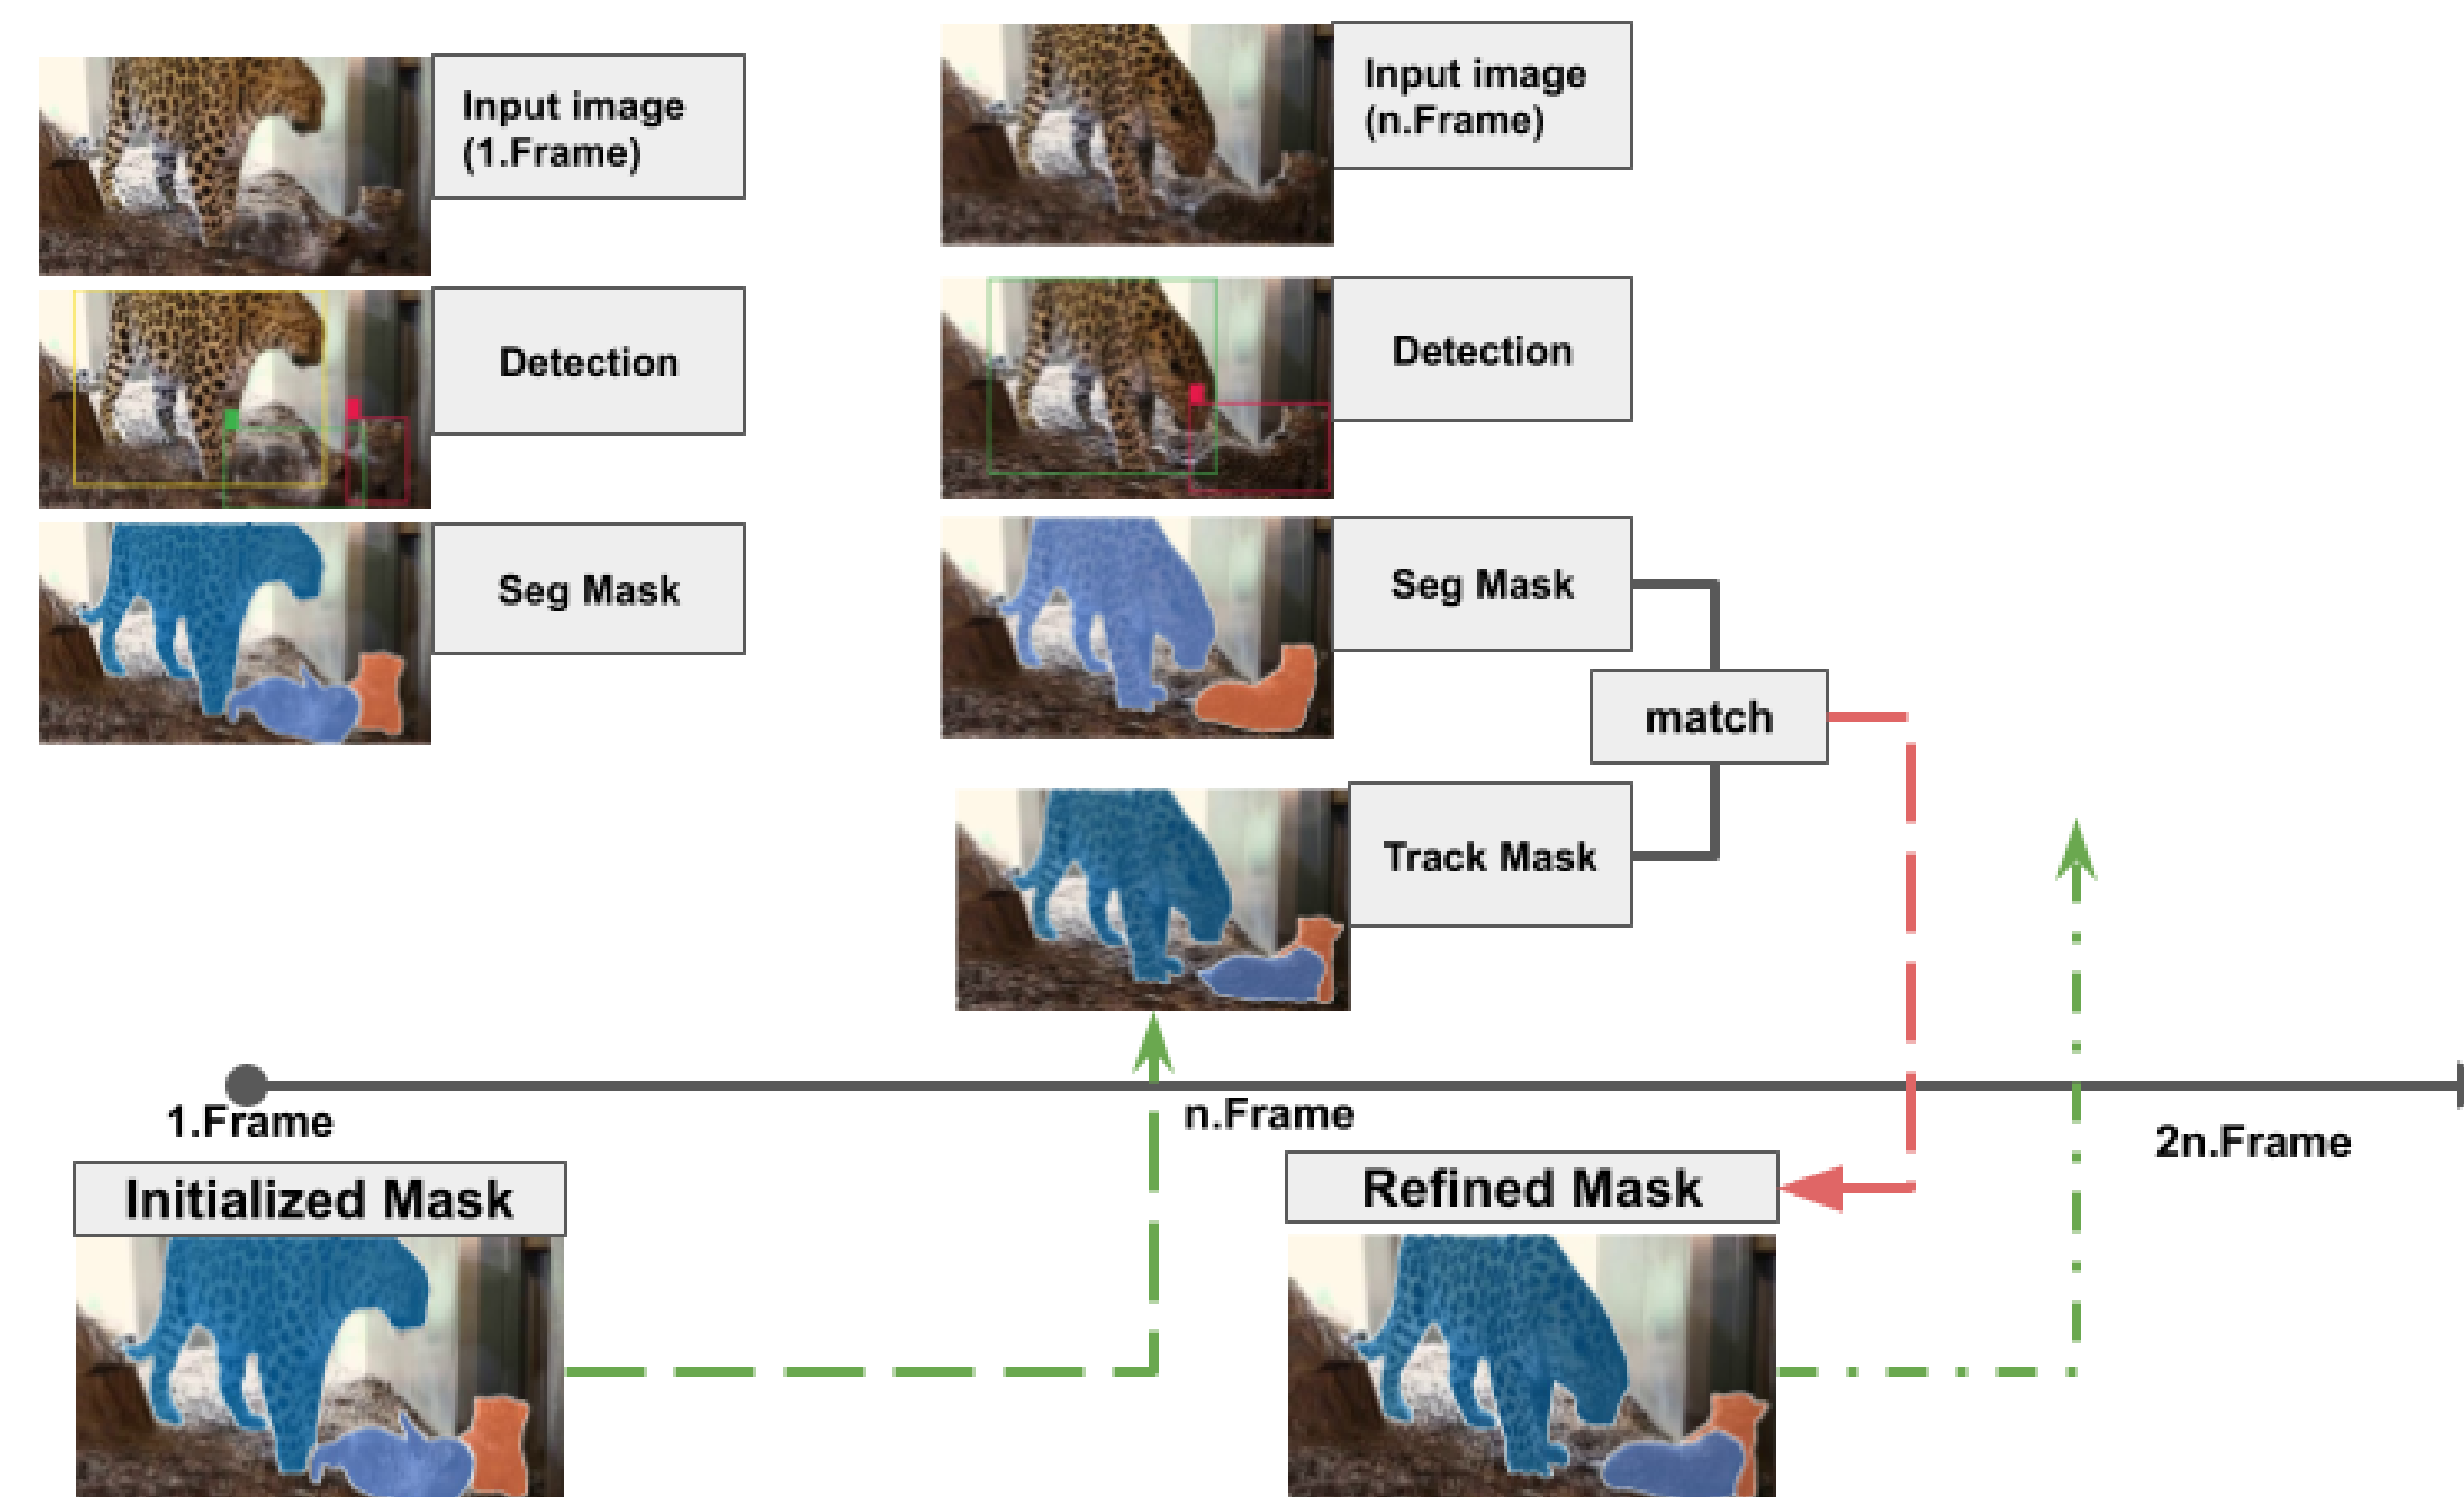 Input image
(1.Frame)
Detection
Seg Mask
Input image
(n.Frame)
Detection
Seg Mask
match
Track Mask
1.Frame
n.Frame
2n.Frame
Initialized Mask
Refined Mask